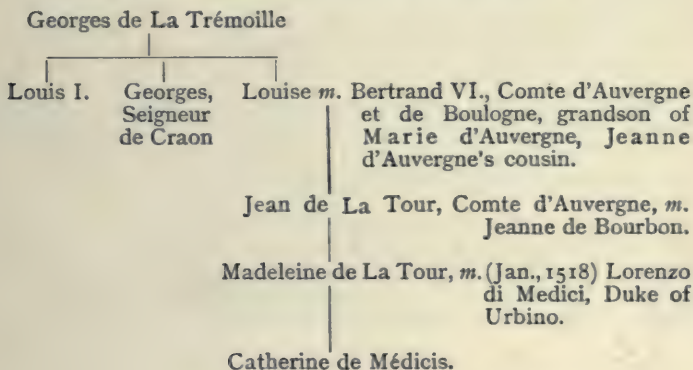 Georges de La Trémoille
Louis I. Georges, Louise m. Bertrand VI., Comte d'Auvergne
Seigneur et de Boulogne, grandson of
de Craon Marie d'Auvergne, Jeanne
d'Auvergne's cousin.
Jean de La Tour, Comte d'Auvergne, m.
Jeanne de Bourbon.
Madeleine de La Tour, m. (Jan., 1518) Lorenzo
di Medici, Duke of
Urbino.
Catherine de Médicis.